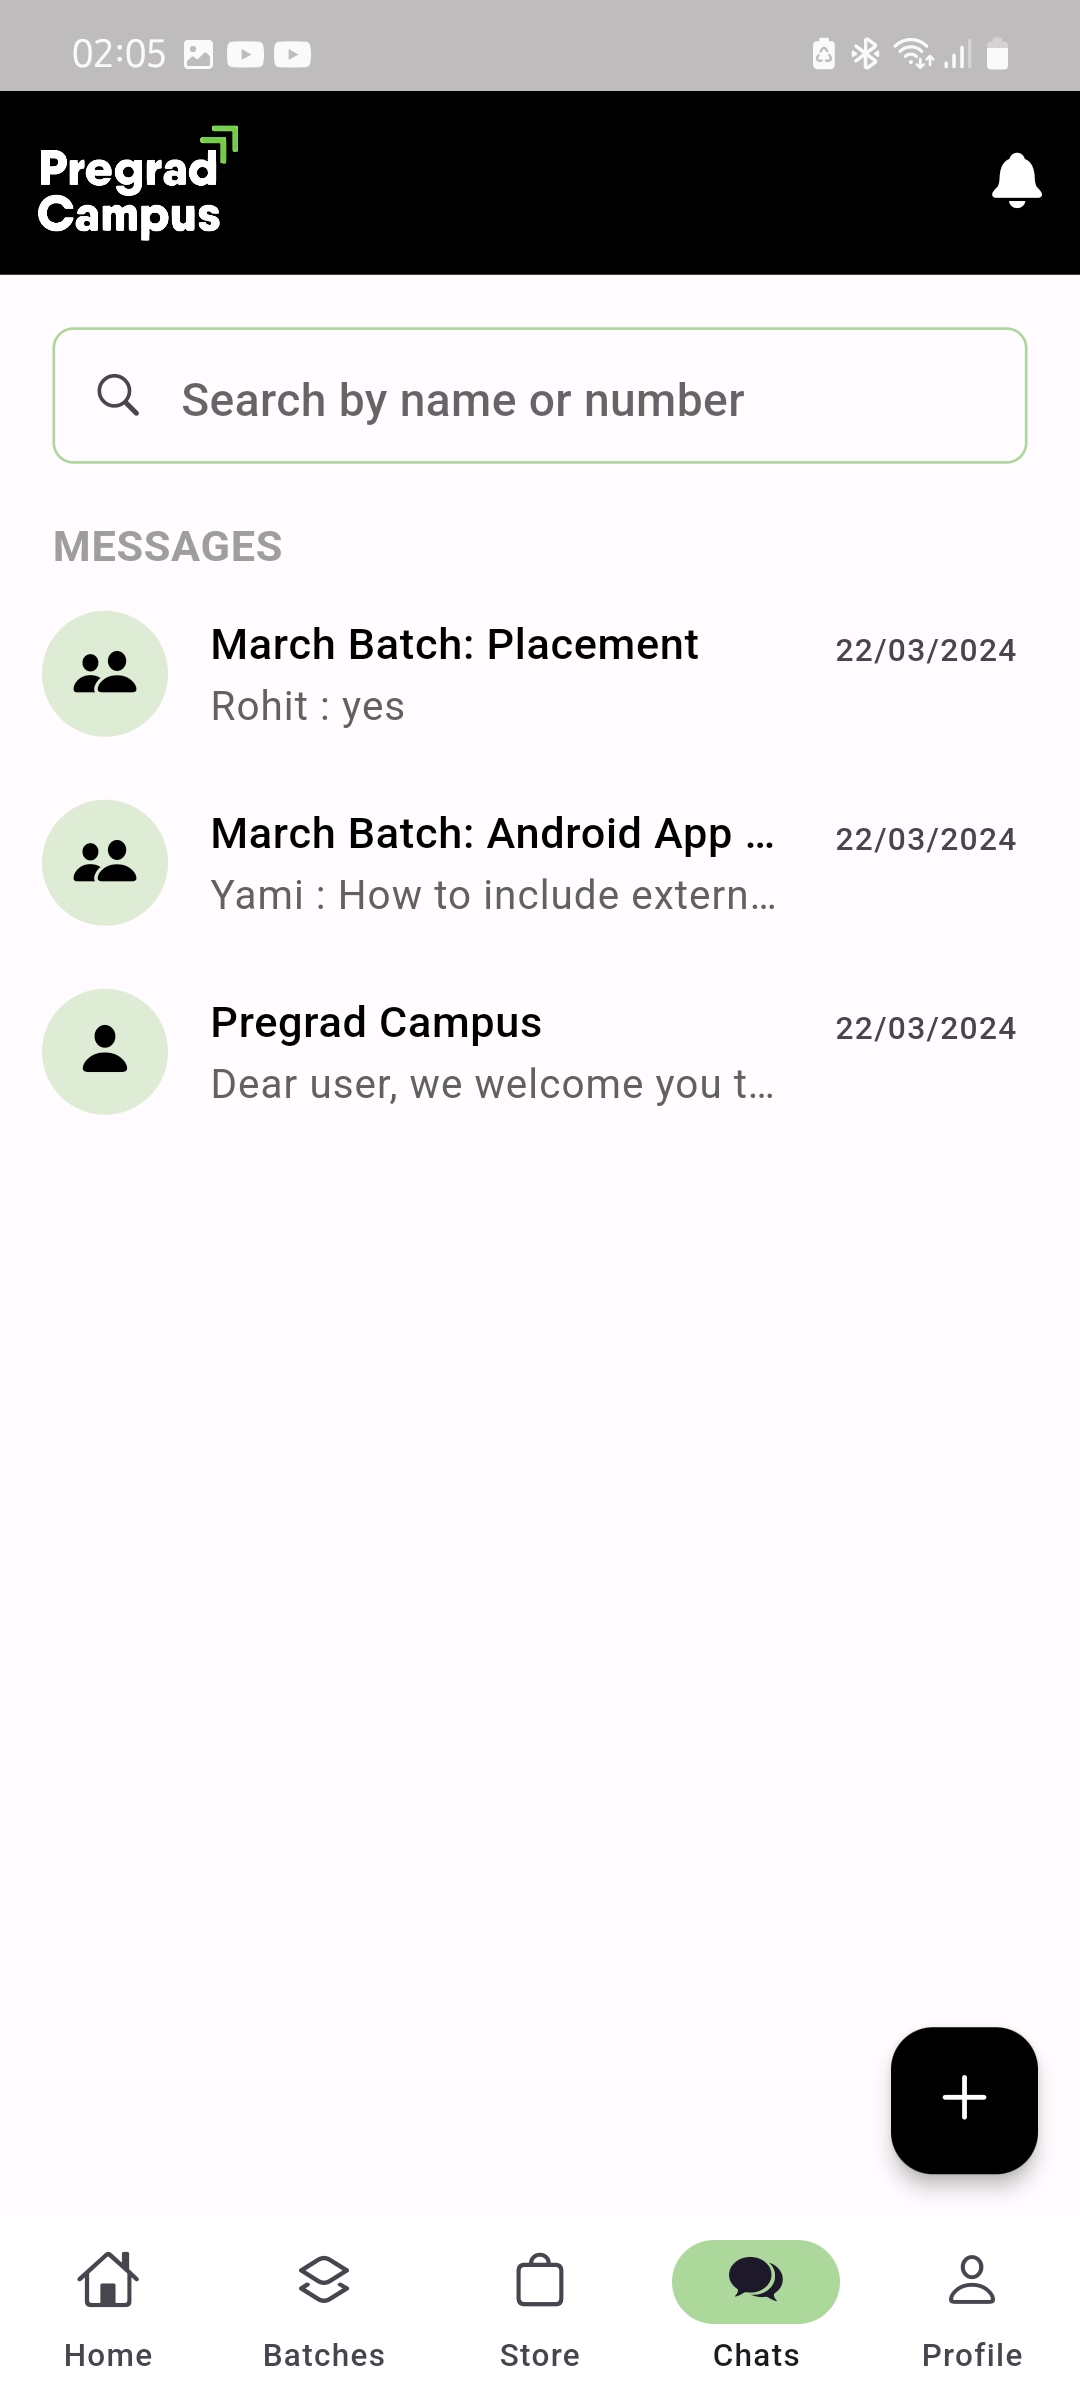 02:05
Pregrad
Campus
Search by name or number
MESSAGES
March Batch: Placement
22/03/2024
Rohit : yes
March Batch: Android App ...
22/03/2024
Yami : How to include extern...
Pregrad Campus
22/03/2024
Dear user, we welcome you t...
Home
Batches
Store
Chats
Profile